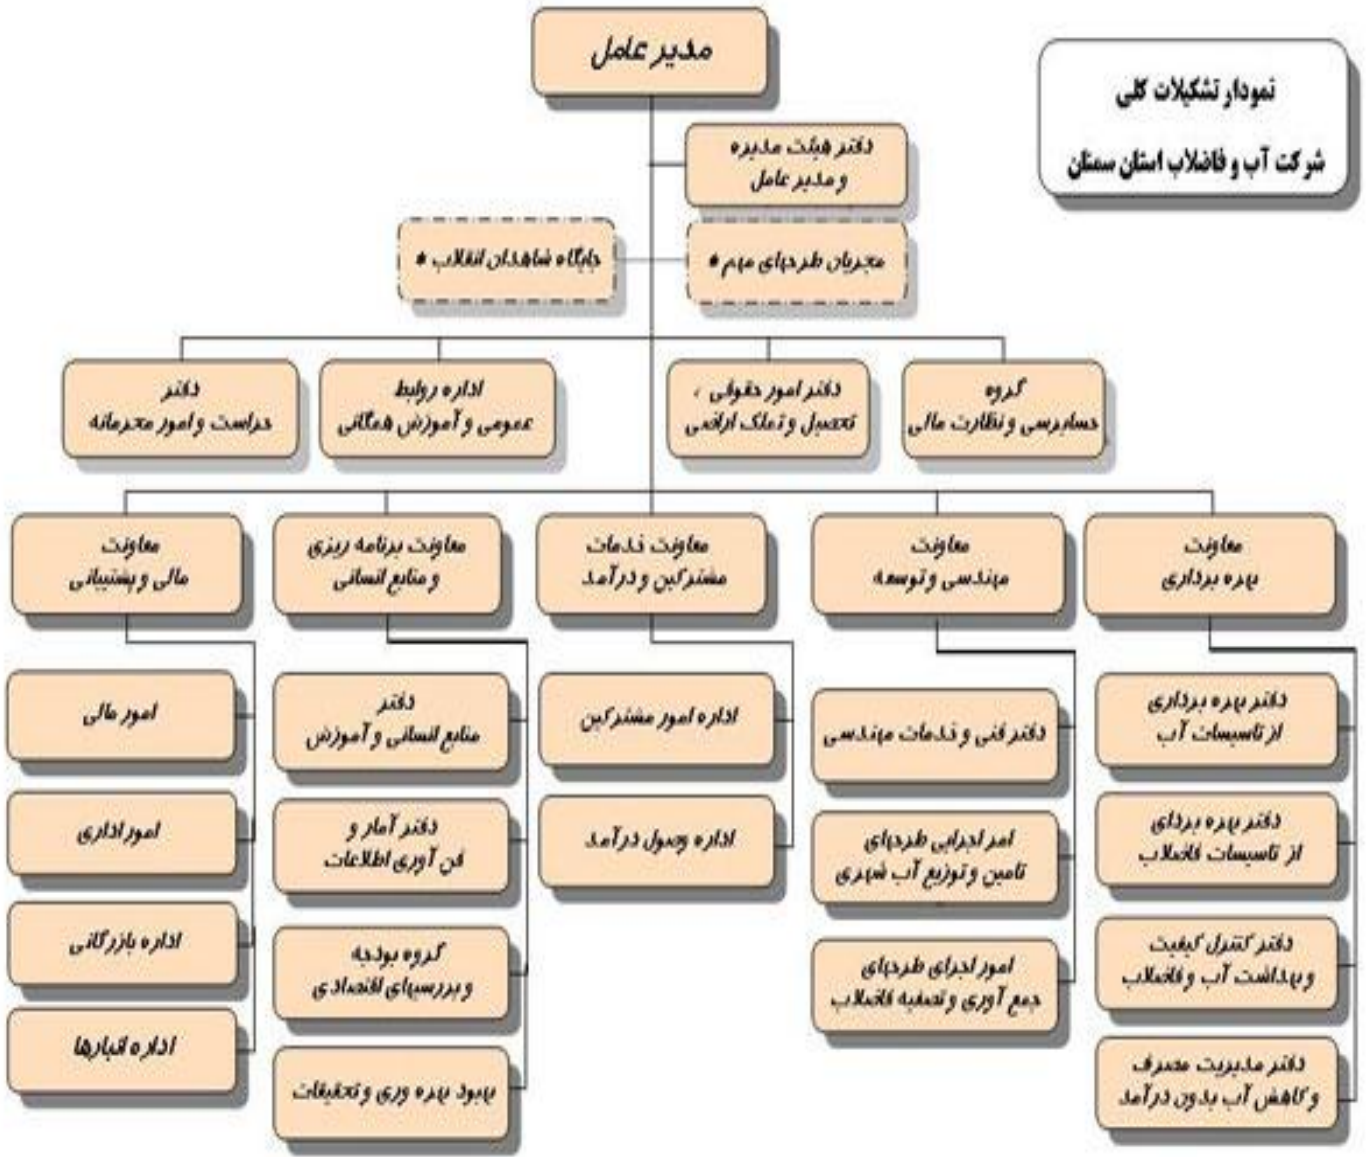 مدیر عامل
نمودار تشکیلات کلی
شرکت آب و فاضلاب استان سمنان
دفتر هیئت مدیره
و مدیر عامل
مجریان طرحهای مهم *
جایگاه شاهدان انقلاب *
گروه
حسابرسی و نظارت مالی
دفتر امور حقوقی ،
تحصیل و تملک اراضی
اداره روابط
عمومی و آموزش همگانی
دفتر
حراست و امور محرمانه
معاونت
بهره برداری
معاونت
مهندسی و توسعه
معاونت خدمات
مشترکین و درآمد
معاونت برنامه ریزی
و منابع انسانی
معاونت
مالی و پشتیبانی
دفتر بهره برداری
از تاسیسات آب
دفتر بهره بردای
از تاسیسات فاضلاب
دفتر کنترل کیفیت
و بهداشت آب و فاضلاب
دفتر مدیریت مصرف
و کاهش آب بدون درآمد
دفتر فنی و خدمات مهندسی
امر اجرایی طرحهای
تامین و توزیع آب شهری
امور اجرای طرحهای
جمع آوری و تصفیه فاضلاب
اداره امور مشترکین
اداره وصول درآمد
دفتر
منابع انسانی و آموزش
دفتر آمار و
فن آوری اطلاعات
گروه بودجه
و بررسیهای اقتصادی
بهبود بهره وری و تحقیقات
امور مالی
امور اداری
اداره بازرگانی
اداره انبارها